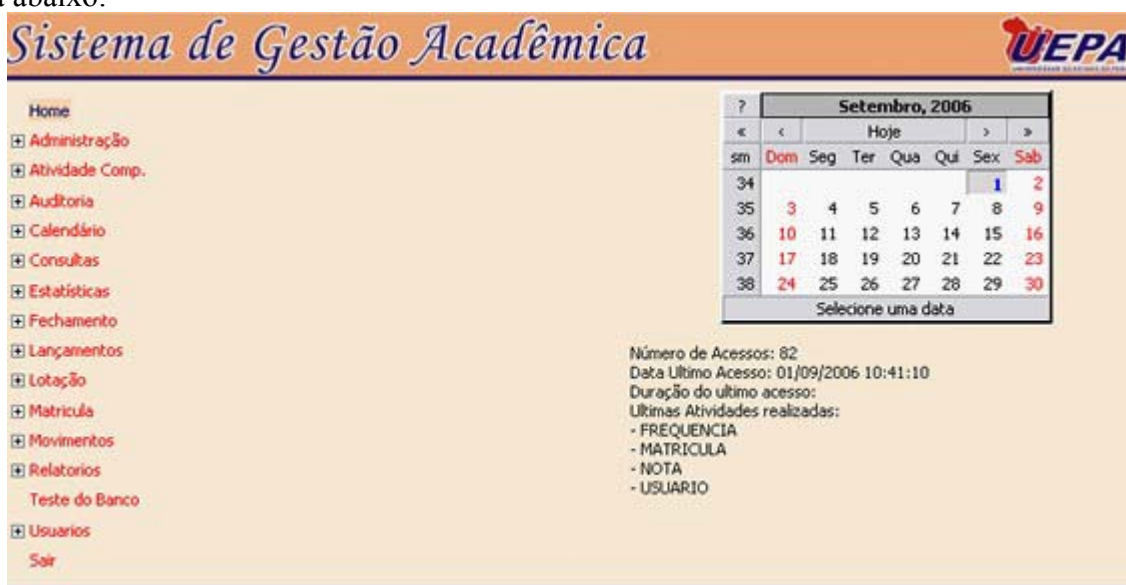 a abaixo:
Sistema de Gestão Acadêmica
UEPA
Home
Administração
Atividade Comp.
Auditoria
Calendário
Consultas
Estatísticas
Fechamento
Lançamentos
Lotação
Matricula
Movimentos
Relatorios
Teste do Banco
Usuarios
Sair
? Setembro, 2006
« ‹ Hoje › »
sm Dom Seg Ter Qua Qui Sex Sab
34 1 2
35 3 4 5 6 7 8 9
36 10 11 12 13 14 15 16
37 17 18 19 20 21 22 23
38 24 25 26 27 28 29 30
Selecione uma data
Número de Acessos: 82
Data Ultimo Acesso: 01/09/2006 10:41:10
Duração do ultimo acesso:
Ultimas Atividades realizadas:
- FREQUENCIA
- MATRICULA
- NOTA
- USUARIO